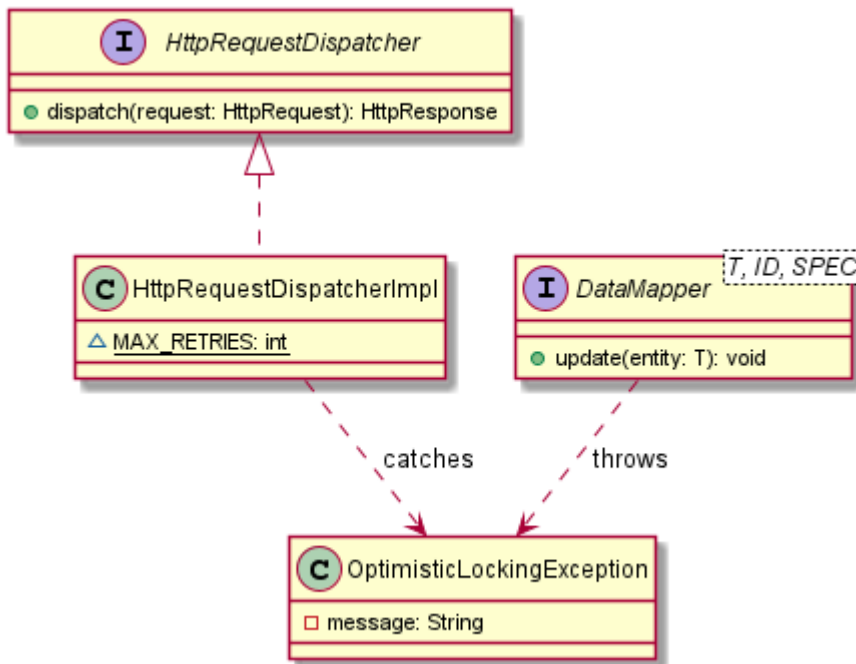 I HttpRequestDispatcher
dispatch(request: HttpRequest): HttpResponse
C HttpRequestDispatcherImpl
MAX_RETRIES: int
T, ID, SPEC
I DataMapper
update(entity: T): void
catches
throws
C OptimisticLockingException
message: String